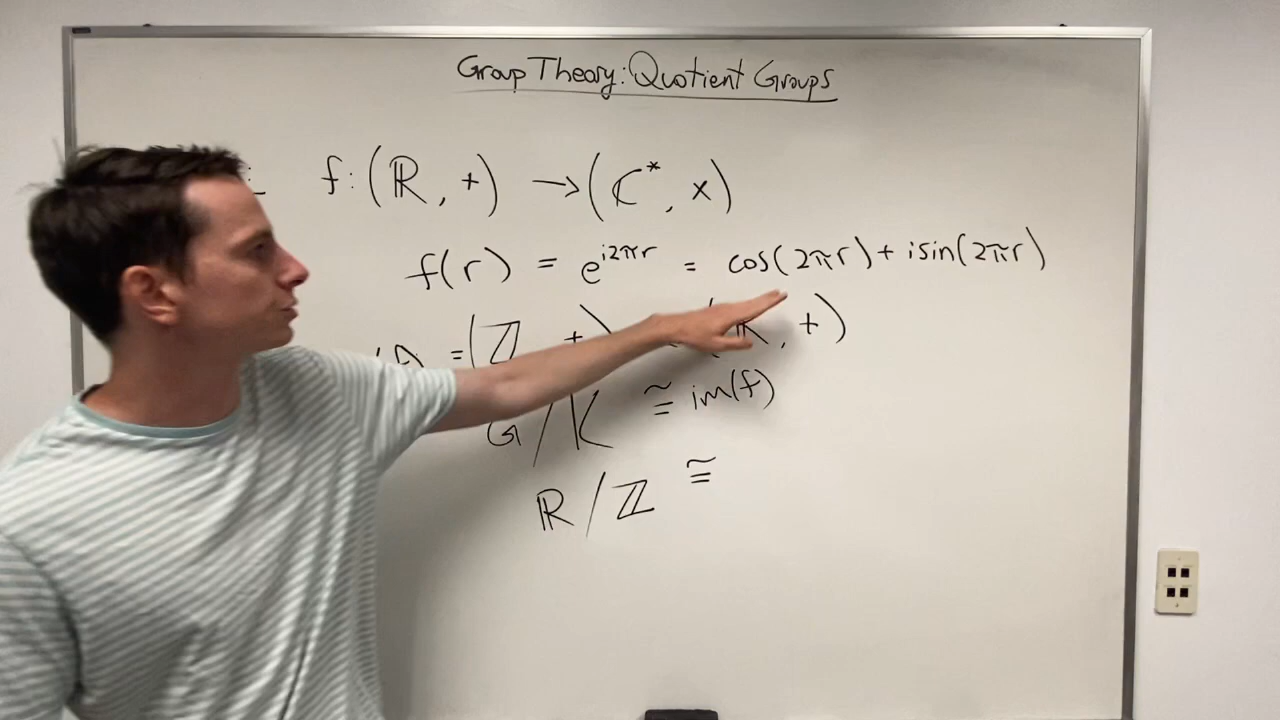 Group Theory: Quotient Groups
f: (ℝ, +) → (ℂ*, x)
f(r) = e^{i2πr} = cos(2πr) + isin(2πr)
= (ℤ, +) (ℝ, +)
G/K ≅ im(f)
ℝ/ℤ ≅